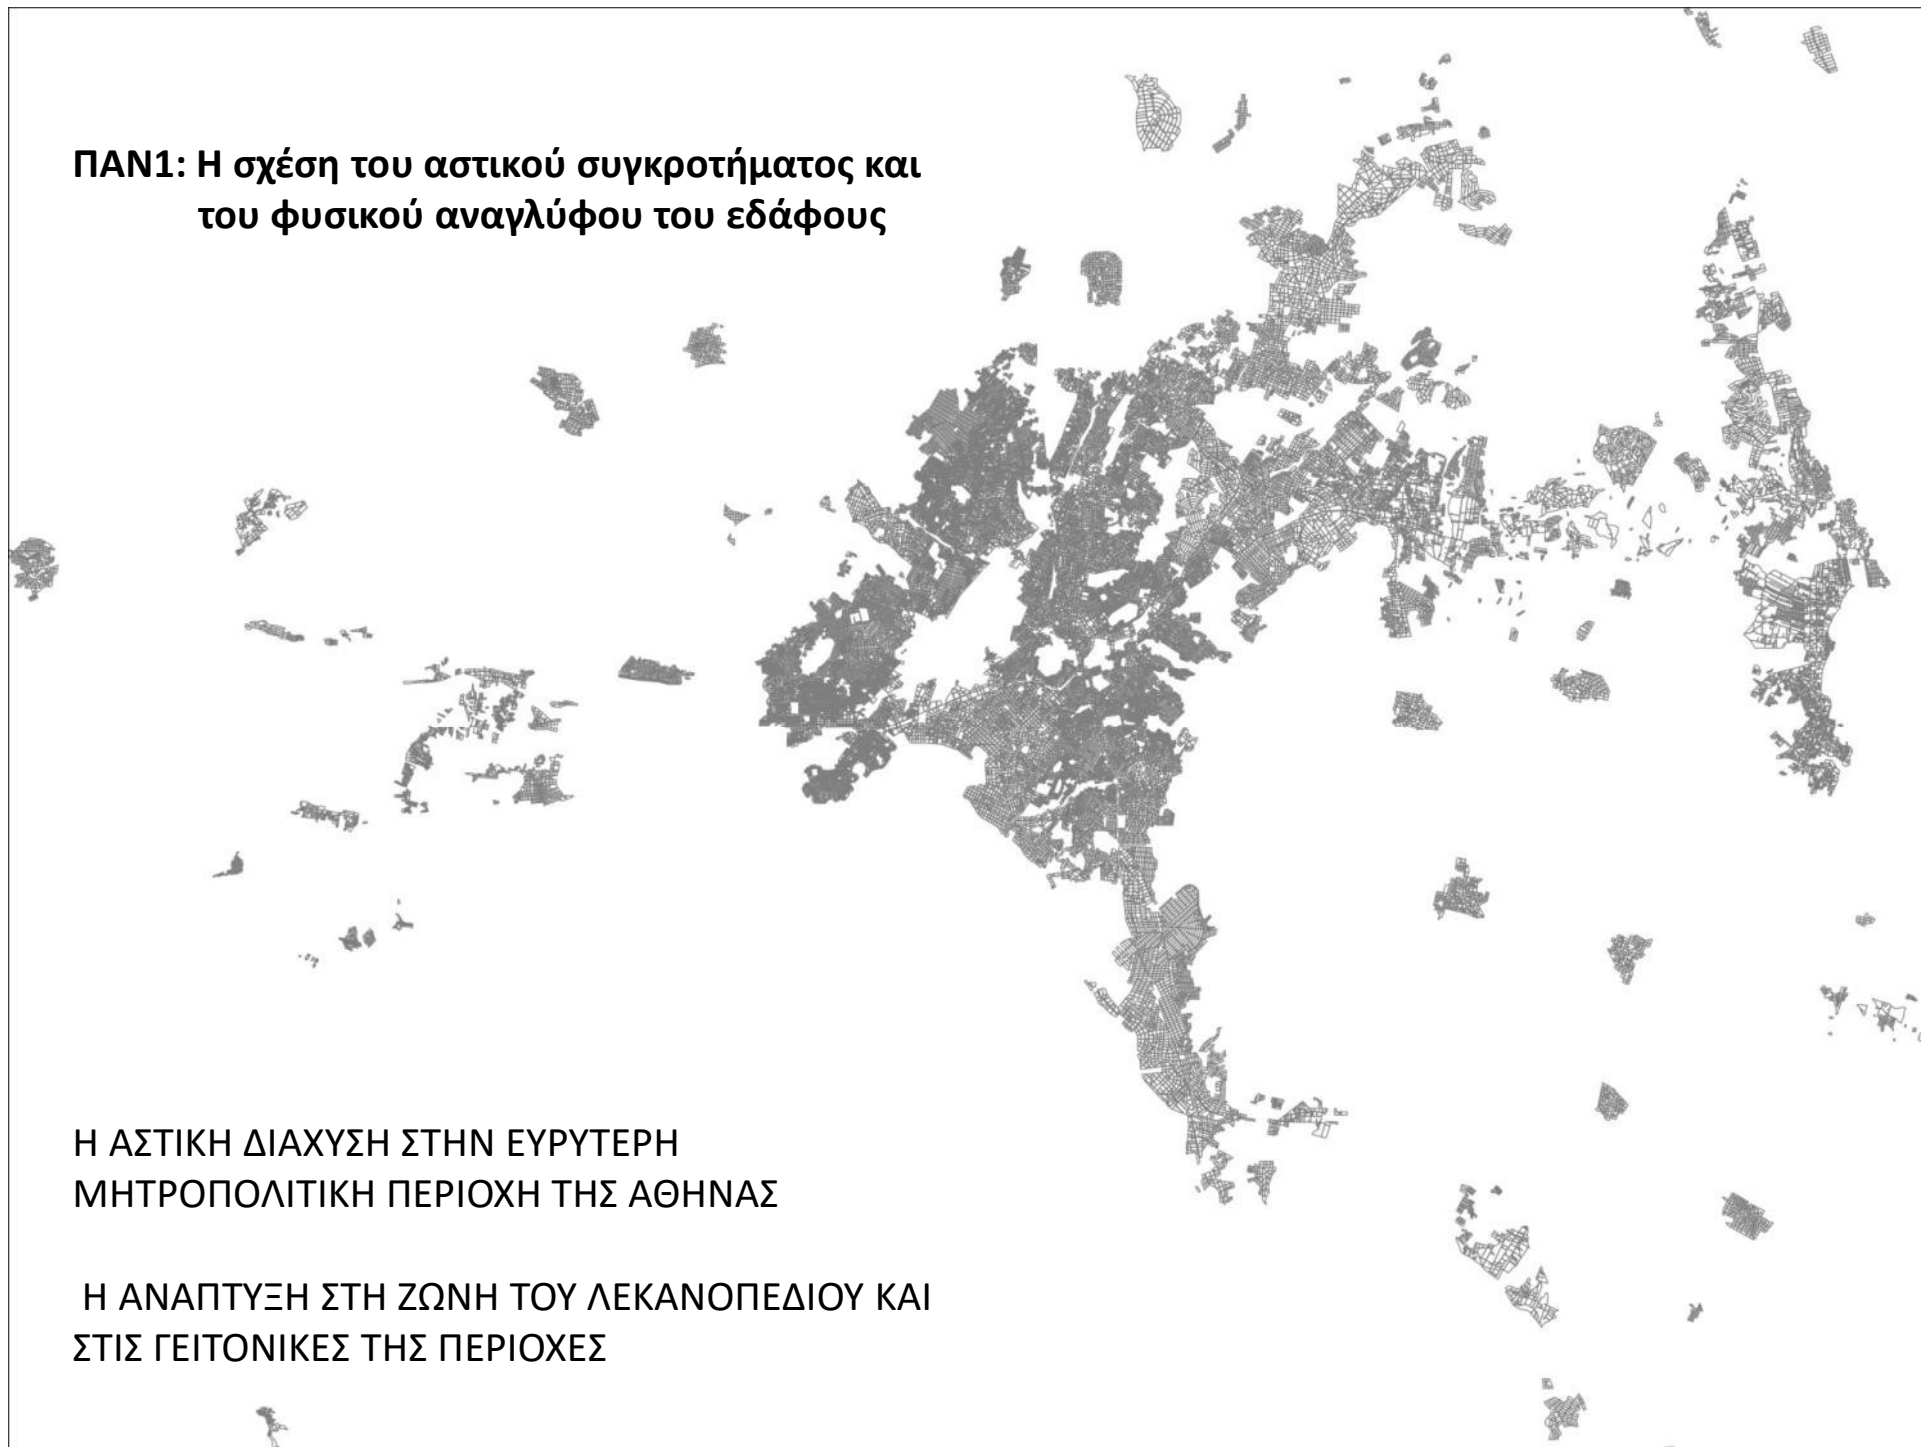 ΠΑΝ1: Η σχέση του αστικού συγκροτήματος και
του φυσικού αναγλύφου του εδάφους
Η ΑΣΤΙΚΗ ΔΙΑΧΥΣΗ ΣΤΗΝ ΕΥΡΥΤΕΡΗ
ΜΗΤΡΟΠΟΛΙΤΙΚΗ ΠΕΡΙΟΧΗ ΤΗΣ ΑΘΗΝΑΣ
Η ΑΝΑΠΤΥΞΗ ΣΤΗ ΖΩΝΗ ΤΟΥ ΛΕΚΑΝΟΠΕΔΙΟΥ ΚΑΙ
ΣΤΙΣ ΓΕΙΤΟΝΙΚΕΣ ΤΗΣ ΠΕΡΙΟΧΕΣ